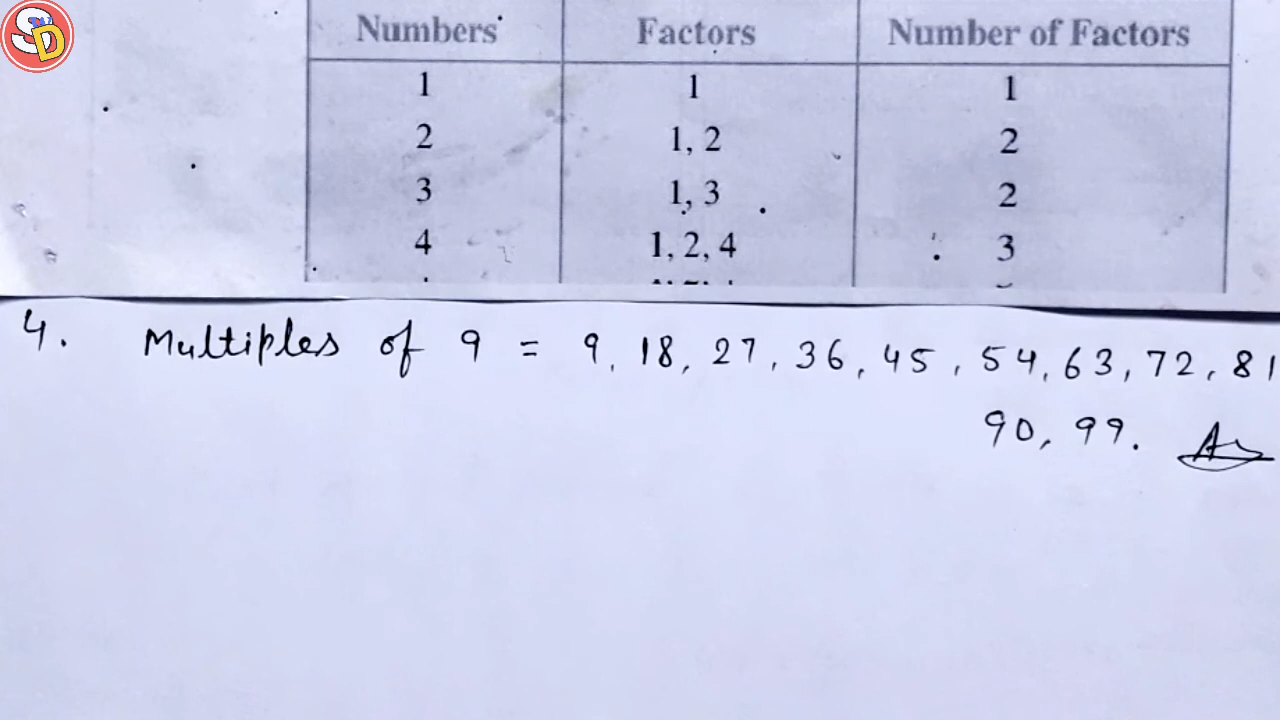 SD
Numbers Factors Number of Factors
1 1 1
2 1, 2 2
3 1, 3 2
4 1, 2, 4 3
4. Multiples of 9 = 9, 18, 27, 36, 45, 54, 63, 72, 81
90, 99.